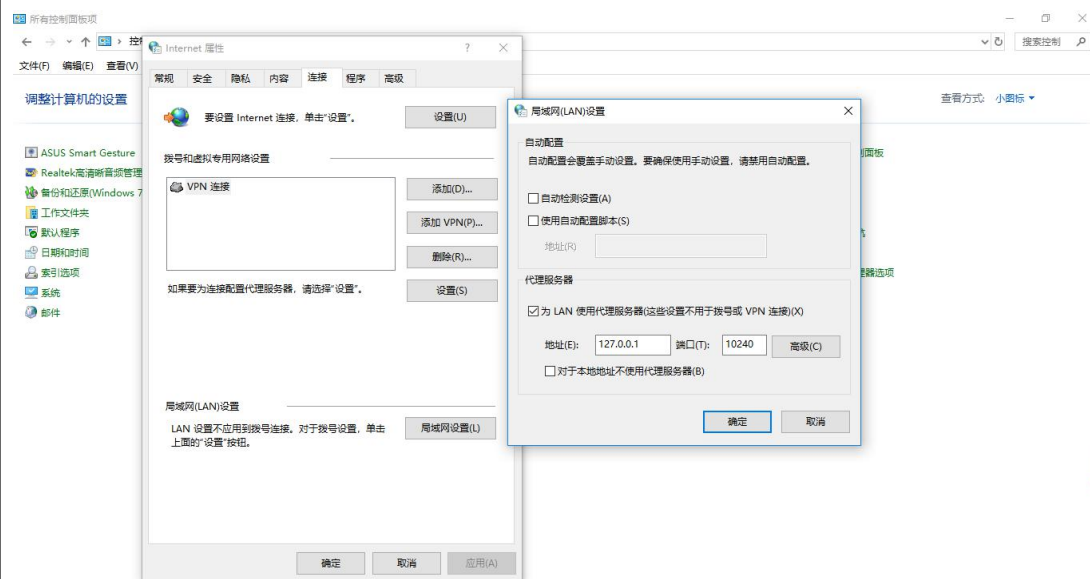 所有控制面板项
搜索控制
文件(F) 编辑(E) 查看(V)
调整计算机的设置
查看方式: 小图标
ASUS Smart Gesture
Realtek高清晰音频管理
备份和还原(Windows 7
工作文件夹
默认程序
日期和时间
索引选项
系统
邮件
面板
器选项
Internet 属性
?
常规 安全 隐私 内容 连接 程序 高级
要设置 Internet 连接，单击“设置”。
设置(U)
拨号和虚拟专用网络设置
VPN 连接
添加(D)...
添加 VPN(P)...
删除(R)...
如果要为连接配置代理服务器，请选择“设置”。
设置(S)
局域网(LAN)设置
LAN 设置不应用到拨号连接。对于拨号设置，单击
上面的“设置”按钮。
局域网设置(L)
确定 取消 应用(A)
局域网(LAN)设置
自动配置
自动配置会覆盖手动设置。要确保使用手动设置，请禁用自动配置。
自动检测设置(A)
使用自动配置脚本(S)
地址(R)
代理服务器
为 LAN 使用代理服务器(这些设置不用于拨号或 VPN 连接)(X)
地址(E): 127.0.0.1 端口(T): 10240 高级(C)
对于本地地址不使用代理服务器(B)
确定 取消